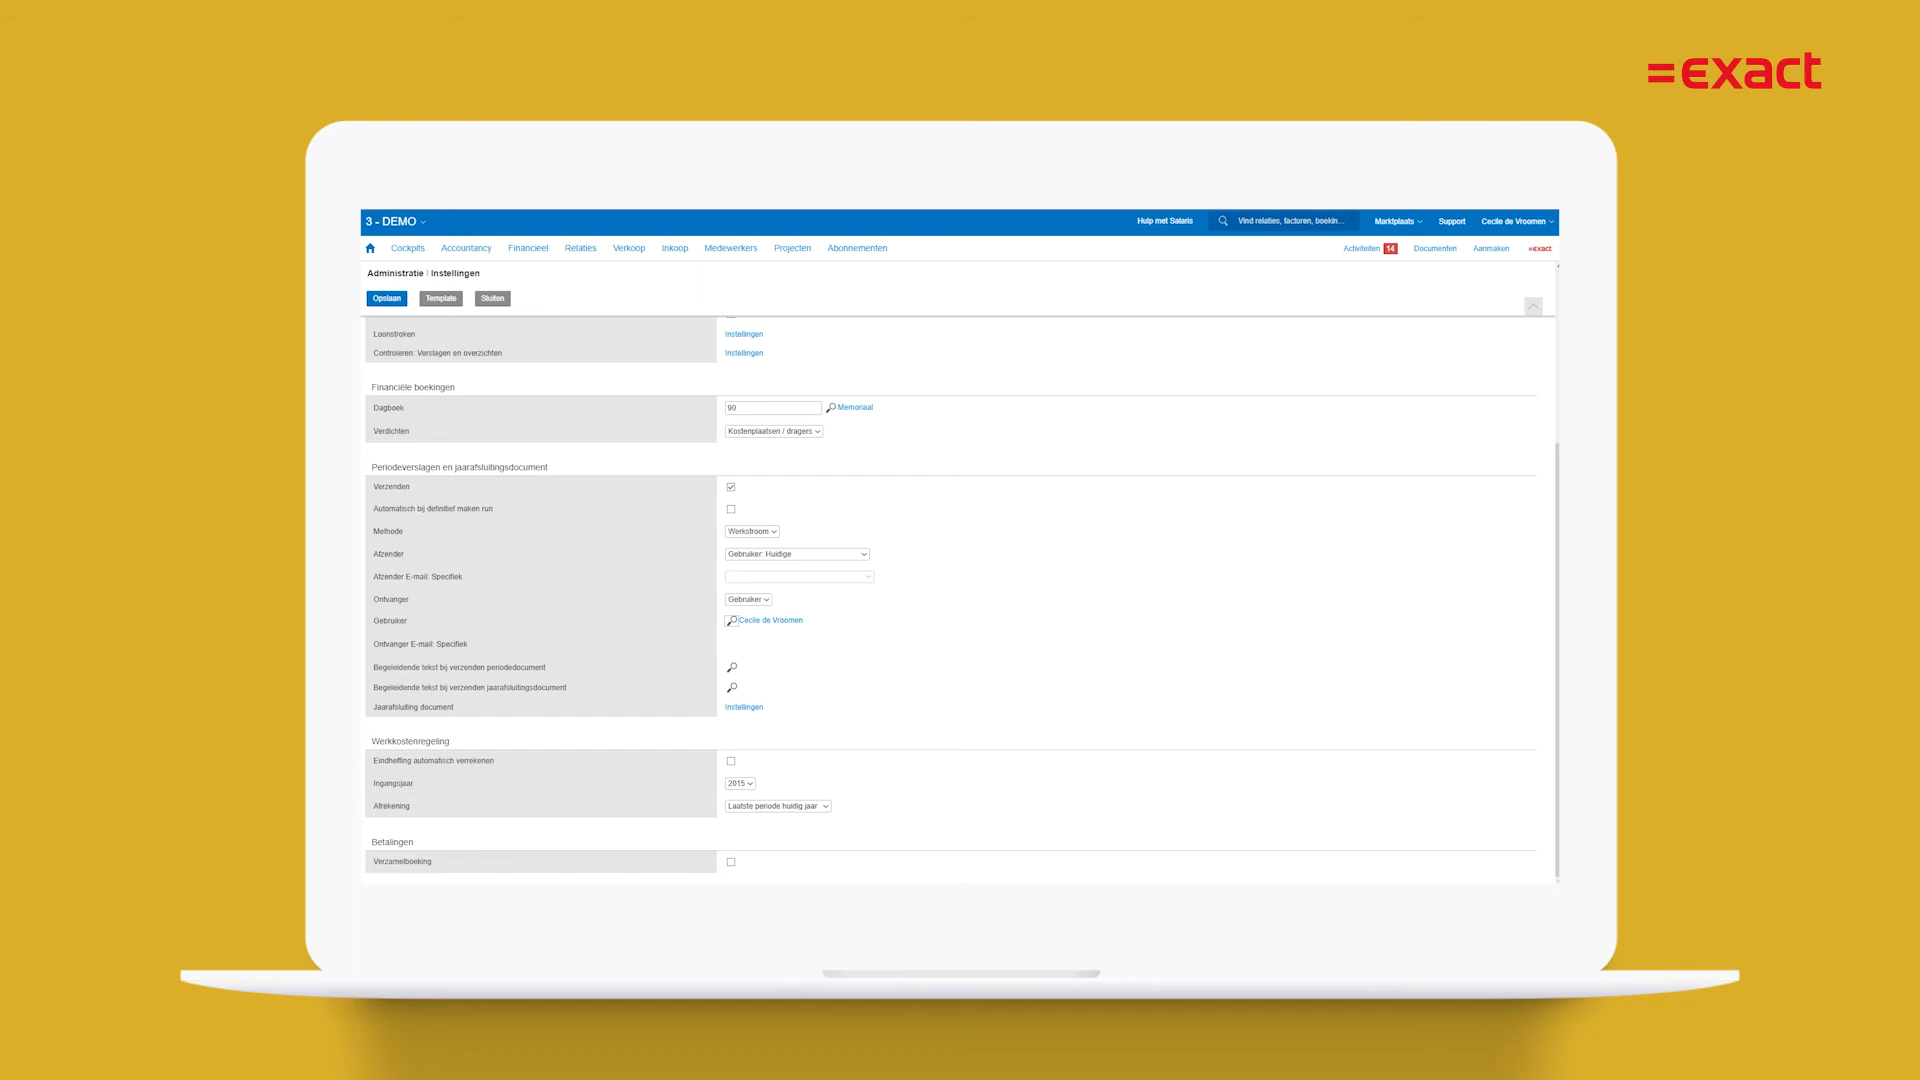 =exact
3 - DEMO
Hulp met Salaris
Vind relaties, facturen, boekin...
Marktplaats
Support
Cecile de Vroomen
Cockpits Accountancy Financieel Relaties Verkoop Inkoop Medewerkers Projecten Abonnementen
Activiteiten 14 Documenten Aanmaken =exact
Administratie | Instellingen
Opslaan Template Sluiten
Loonstroken Instellingen
Controleren: Verslagen en overzichten Instellingen
Financiële boekingen
Dagboek 90 Memoriaal
Verdichten Kostenplaatsen / dragers
Periodeverslagen en jaarafsluitingsdocument
Verzenden
Automatisch bij definitief maken run
Methode Werkstroom
Afzender Gebruiker: Huidige
Afzender E-mail: Specifiek
Ontvanger Gebruiker
Gebruiker Cecile de Vroomen
Ontvanger E-mail: Specifiek
Begeleidende tekst bij verzenden periodedocument
Begeleidende tekst bij verzenden jaarafsluitingsdocument
Jaarafsluiting document Instellingen
Werkkostenregeling
Eindheffing automatisch verrekenen
Ingangsjaar 2015
Afrekening Laatste periode huidig jaar
Betalingen
Verzamelboeking